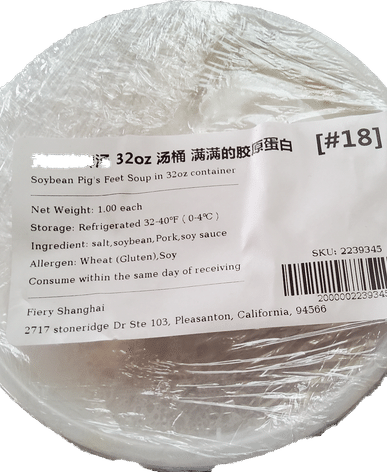 32oz 汤桶 满满的胶原蛋白
[#18]
Soybean Pig's Feet Soup in 32oz container
Net Weight: 1.00 each
Storage: Refrigerated 32-40°F ( 0-4°C )
Ingredient: salt,soybean,Pork,soy sauce
Allergen: Wheat (Gluten),Soy
SKU: 2239345
Consume within the same day of receiving
2000002239345
Fiery Shanghai
2717 stoneridge Dr Ste 103, Pleasanton, California, 94566